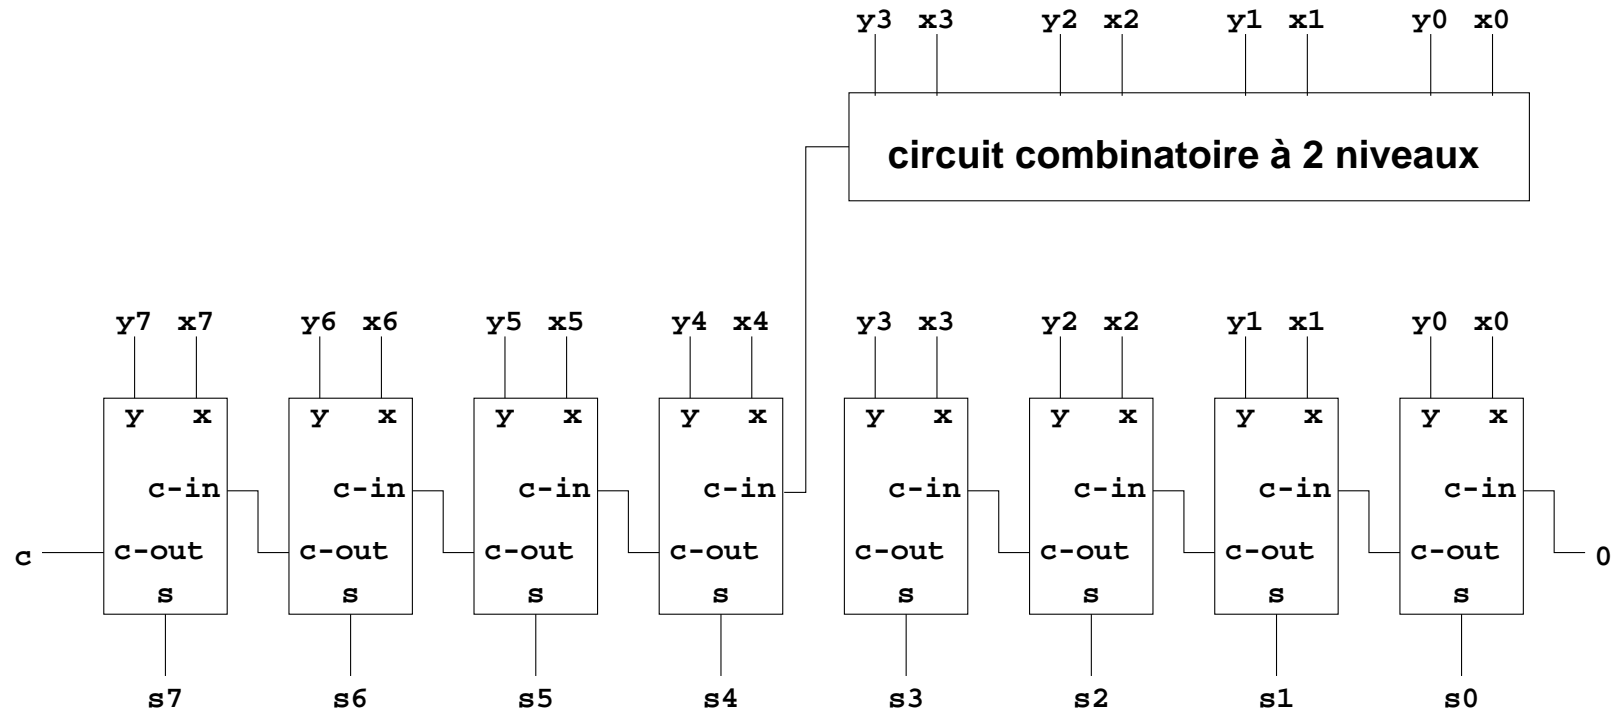 y3 x3 y2 x2 y1 x1 y0 x0
circuit combinatoire à 2 niveaux
y7 x7 y6 x6 y5 x5 y4 x4 y3 x3 y2 x2 y1 x1 y0 x0
y x y x y x y x y x y x y x y x
c-in c-in c-in c-in c-in c-in c-in c-in
c c-out c-out c-out c-out c-out c-out c-out c-out 0
s s s s s s s s
s7 s6 s5 s4 s3 s2 s1 s0